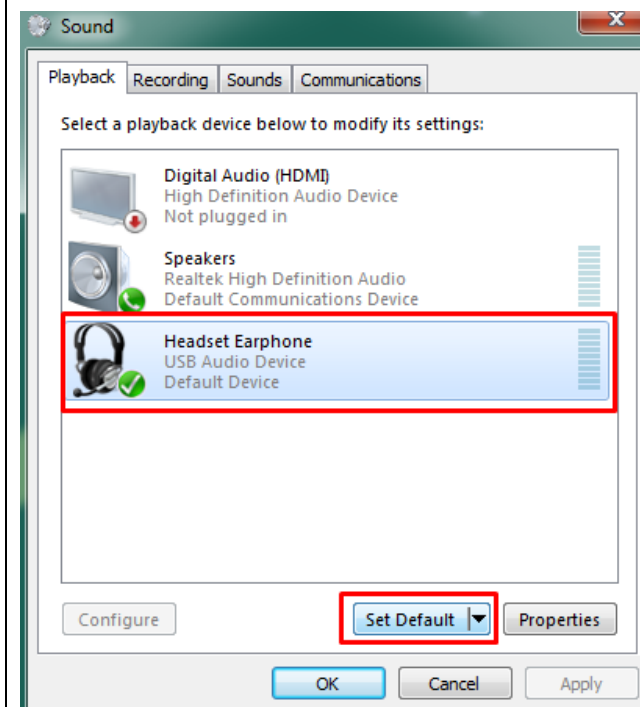 Sound
Playback Recording Sounds Communications
Select a playback device below to modify its settings:
Digital Audio (HDMI)
High Definition Audio Device
Not plugged in
Speakers
Realtek High Definition Audio
Default Communications Device
Headset Earphone
USB Audio Device
Default Device
Configure Set Default Properties
OK Cancel Apply